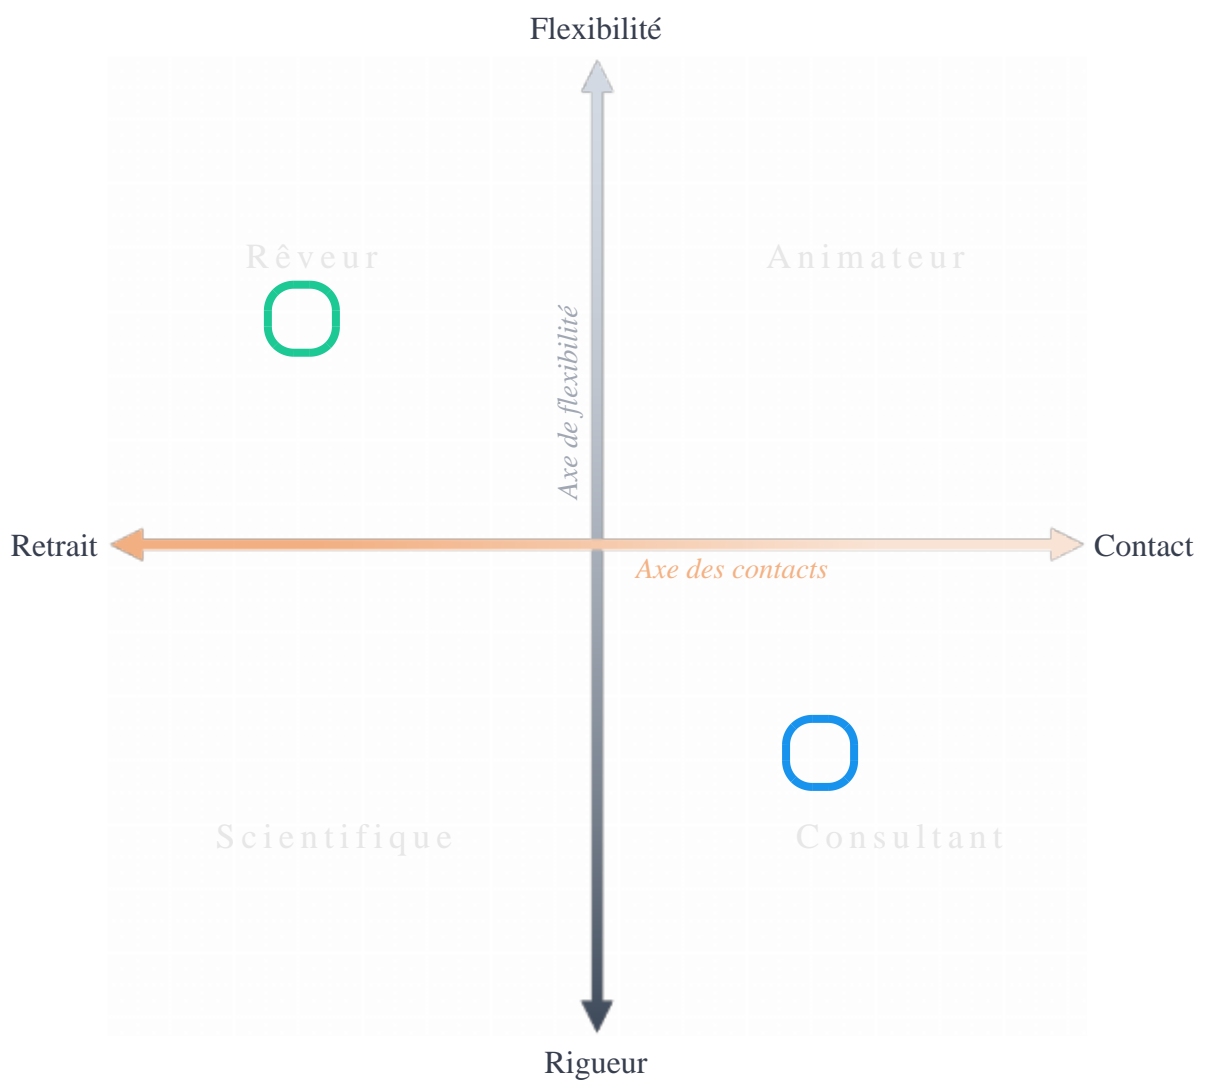 Flexibilité
Rêveur
Animateur
Axe de flexibilité
Retrait
Contact
Axe des contacts
Scientifique
Consultant
Rigueur